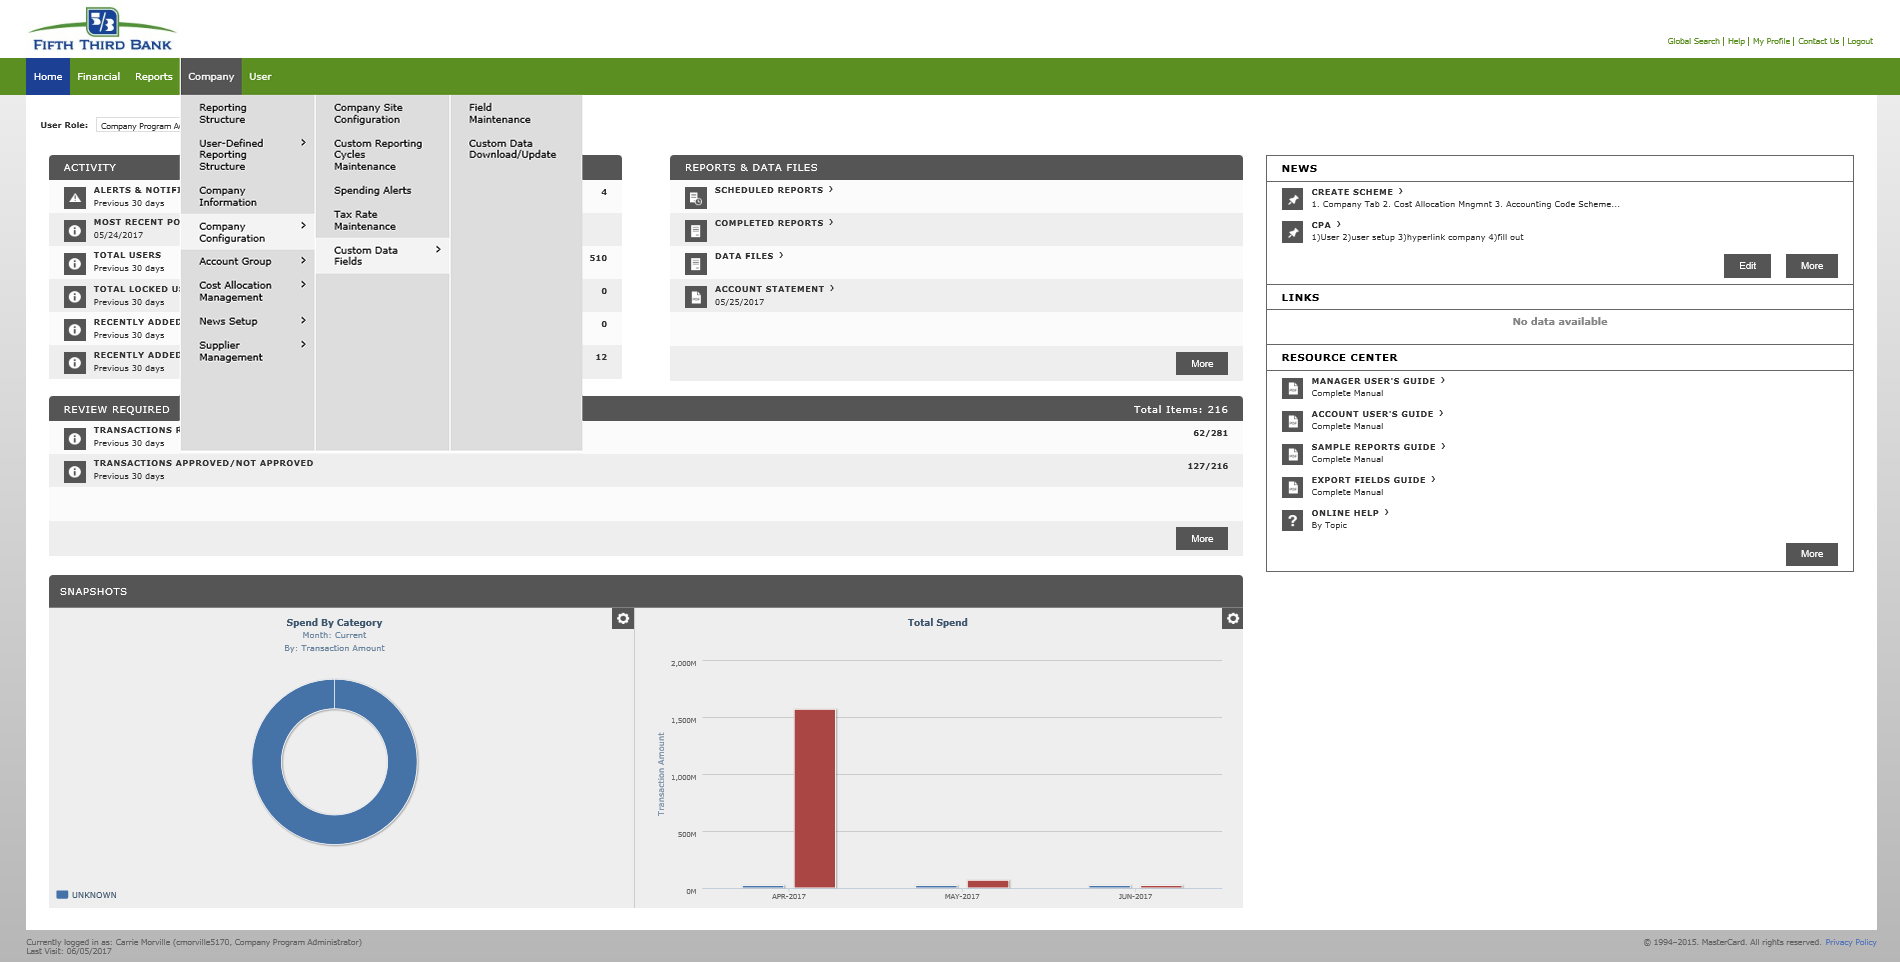 5/3
FIFTH THIRD BANK
Global Search | Help | My Profile | Contact Us | Logout
Home Financial Reports Company User
User Role: Company Program
Reporting
Structure
User-Defined
Reporting
Structure
Company
Information
Company
Configuration
Account Group
Cost Allocation
Management
News Setup
Supplier
Management
Company Site
Configuration
Custom Reporting
Cycles
Maintenance
Spending Alerts
Tax Rate
Maintenance
Custom Data
Fields
Field
Maintenance
Custom Data
Download/Update
ACTIVITY
ALERTS & NOTIFI 4
Previous 30 days
MOST RECENT PO
05/24/2017
TOTAL USERS 510
Previous 30 days
TOTAL LOCKED U 0
Previous 30 days
RECENTLY ADDED 0
Previous 30 days
RECENTLY ADDED 12
Previous 30 days
REPORTS & DATA FILES
SCHEDULED REPORTS >
COMPLETED REPORTS >
DATA FILES >
ACCOUNT STATEMENT >
05/25/2017
More
REVIEW REQUIRED Total Items: 216
TRANSACTIONS 62/281
Previous 30 days
TRANSACTIONS APPROVED/NOT APPROVED 127/216
Previous 30 days
More
NEWS
CREATE SCHEME >
1. Company Tab 2. Cost Allocation Mngmnt 3. Accounting Code Scheme...
CPA >
1)User 2)user setup 3)hyperlink company 4)fill out
Edit More
LINKS
No data available
RESOURCE CENTER
MANAGER USER'S GUIDE >
Complete Manual
ACCOUNT USER'S GUIDE >
Complete Manual
SAMPLE REPORTS GUIDE >
Complete Manual
EXPORT FIELDS GUIDE >
Complete Manual
ONLINE HELP >
By Topic
More
SNAPSHOTS
Spend By Category
Month: Current
By: Transaction Amount
UNKNOWN
Total Spend
Transaction Amount
2,000M
1,500M
1,000M
500M
0M
APR-2017 MAY-2017 JUN-2017
Currently logged in as: Carrie Morville (cmorville5170, Company Program Administrator)
Last Visit: 06/05/2017
© 1994-2015. MasterCard. All rights reserved. Privacy Policy